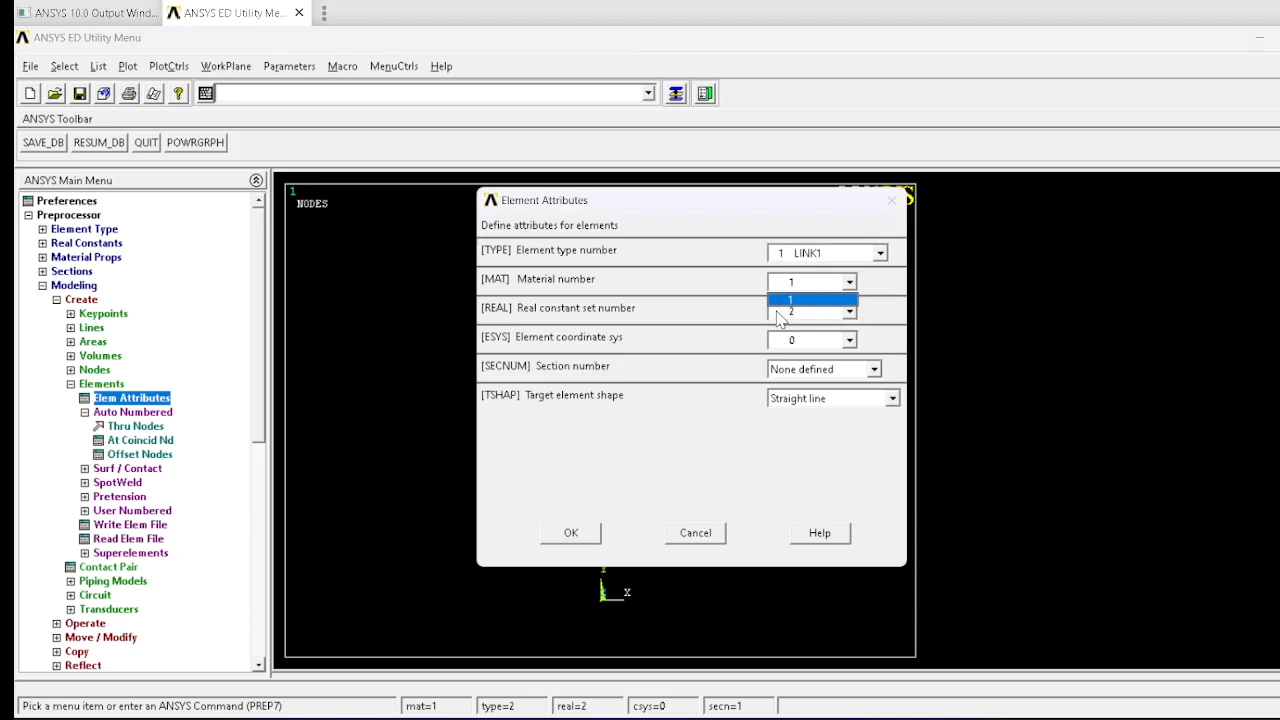 ANSYS 10.0 Output Wind...
ANSYS ED Utility Me...
ANSYS ED Utility Menu
File Select List Plot PlotCtrls WorkPlane Parameters Macro MenuCtrls Help
ANSYS Toolbar
SAVE_DB RESUM_DB QUIT POWRGRPH
ANSYS Main Menu
Preferences
Preprocessor
Element Type
Real Constants
Material Props
Sections
Modeling
Create
Keypoints
Lines
Areas
Volumes
Nodes
Elements
Elem Attributes
Auto Numbered
Thru Nodes
At Coincid Nd
Offset Nodes
Surf / Contact
SpotWeld
Pretension
User Numbered
Write Elem File
Read Elem File
Superelements
Contact Pair
Piping Models
Circuit
Transducers
Operate
Move / Modify
Copy
Reflect
1
NODES
Element Attributes
Define attributes for elements
[TYPE] Element type number 1 LINK1
[MAT] Material number 1
1
[REAL] Real constant set number 2
[ESYS] Element coordinate sys 0
[SECNUM] Section number None defined
[TSHAP] Target element shape Straight line
OK Cancel Help
Y
X
Pick a menu item or enter an ANSYS Command (PREP7) mat=1 type=2 real=2 csys=0 secn=1